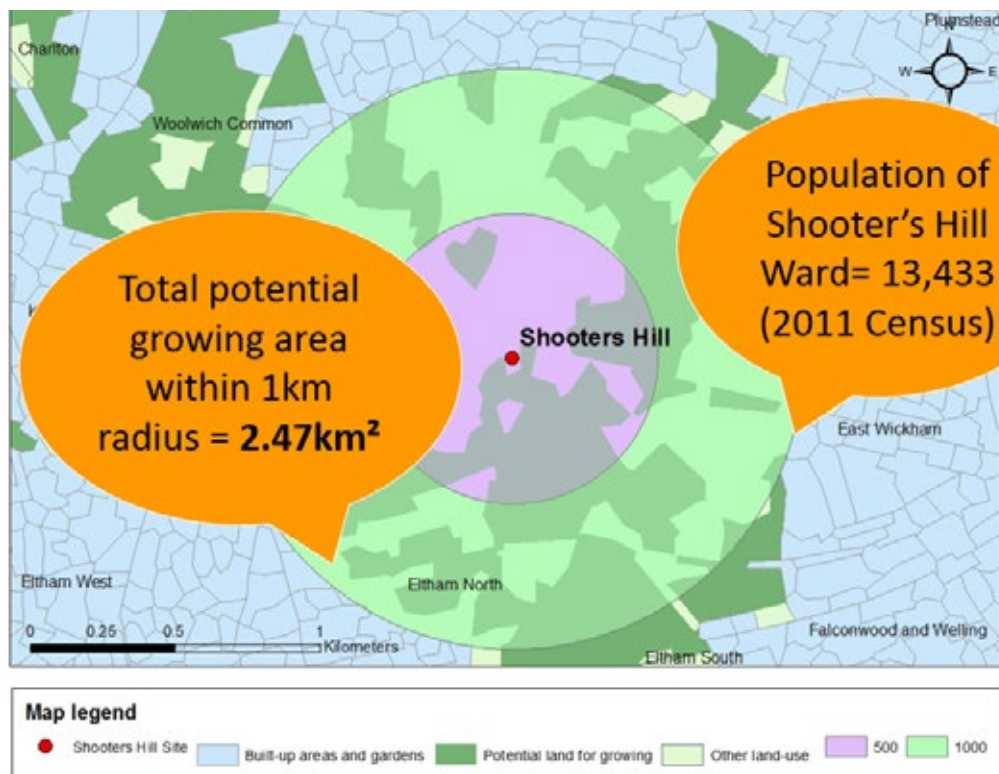 Charlton
Plumstead
N
W
E
Woolwich Common
Population of
Shooter's Hill
Ward= 13,433
(2011 Census)
Total potential
growing area
within 1km
radius = 2.47km²
Shooters Hill
East Wickham
Eltham West
Eltham North
Falconwood and Welling
Eltham South
0 0.25 0.5 1
Kilometers
Map legend
Shooters Hill Site Built-up areas and gardens Potential land for growing Other land-use 500 1000